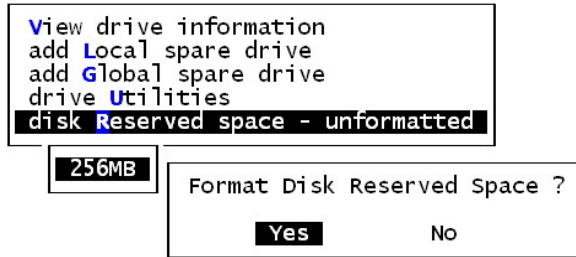 View drive information
add Local spare drive
add Global spare drive
drive Utilities
disk Reserved space - unformatted
256MB
Format Disk Reserved Space ?
Yes No